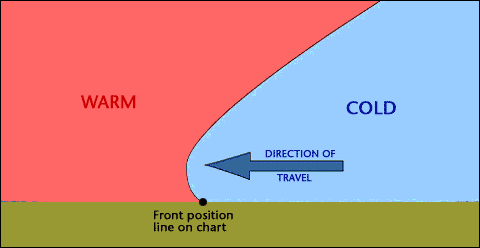 WARM
COLD
DIRECTION OF
TRAVEL
Front position
line on chart